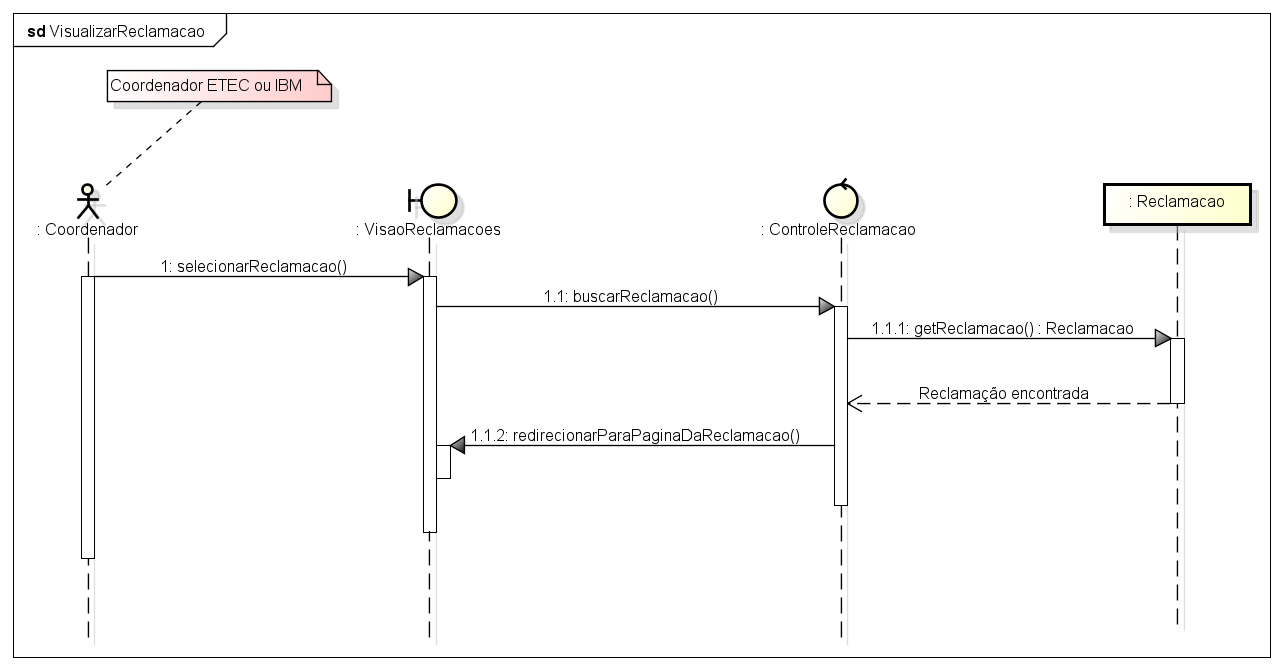 sd VisualizarReclamacao
Coordenador ETEC ou IBM
: Coordenador
: VisaoReclamacoes
: ControleReclamacao
: Reclamacao
1: selecionarReclamacao()
1.1: buscarReclamacao()
1.1.1: getReclamacao() : Reclamacao
Reclamação encontrada
1.1.2: redirecionarParaPaginaDaReclamacao()